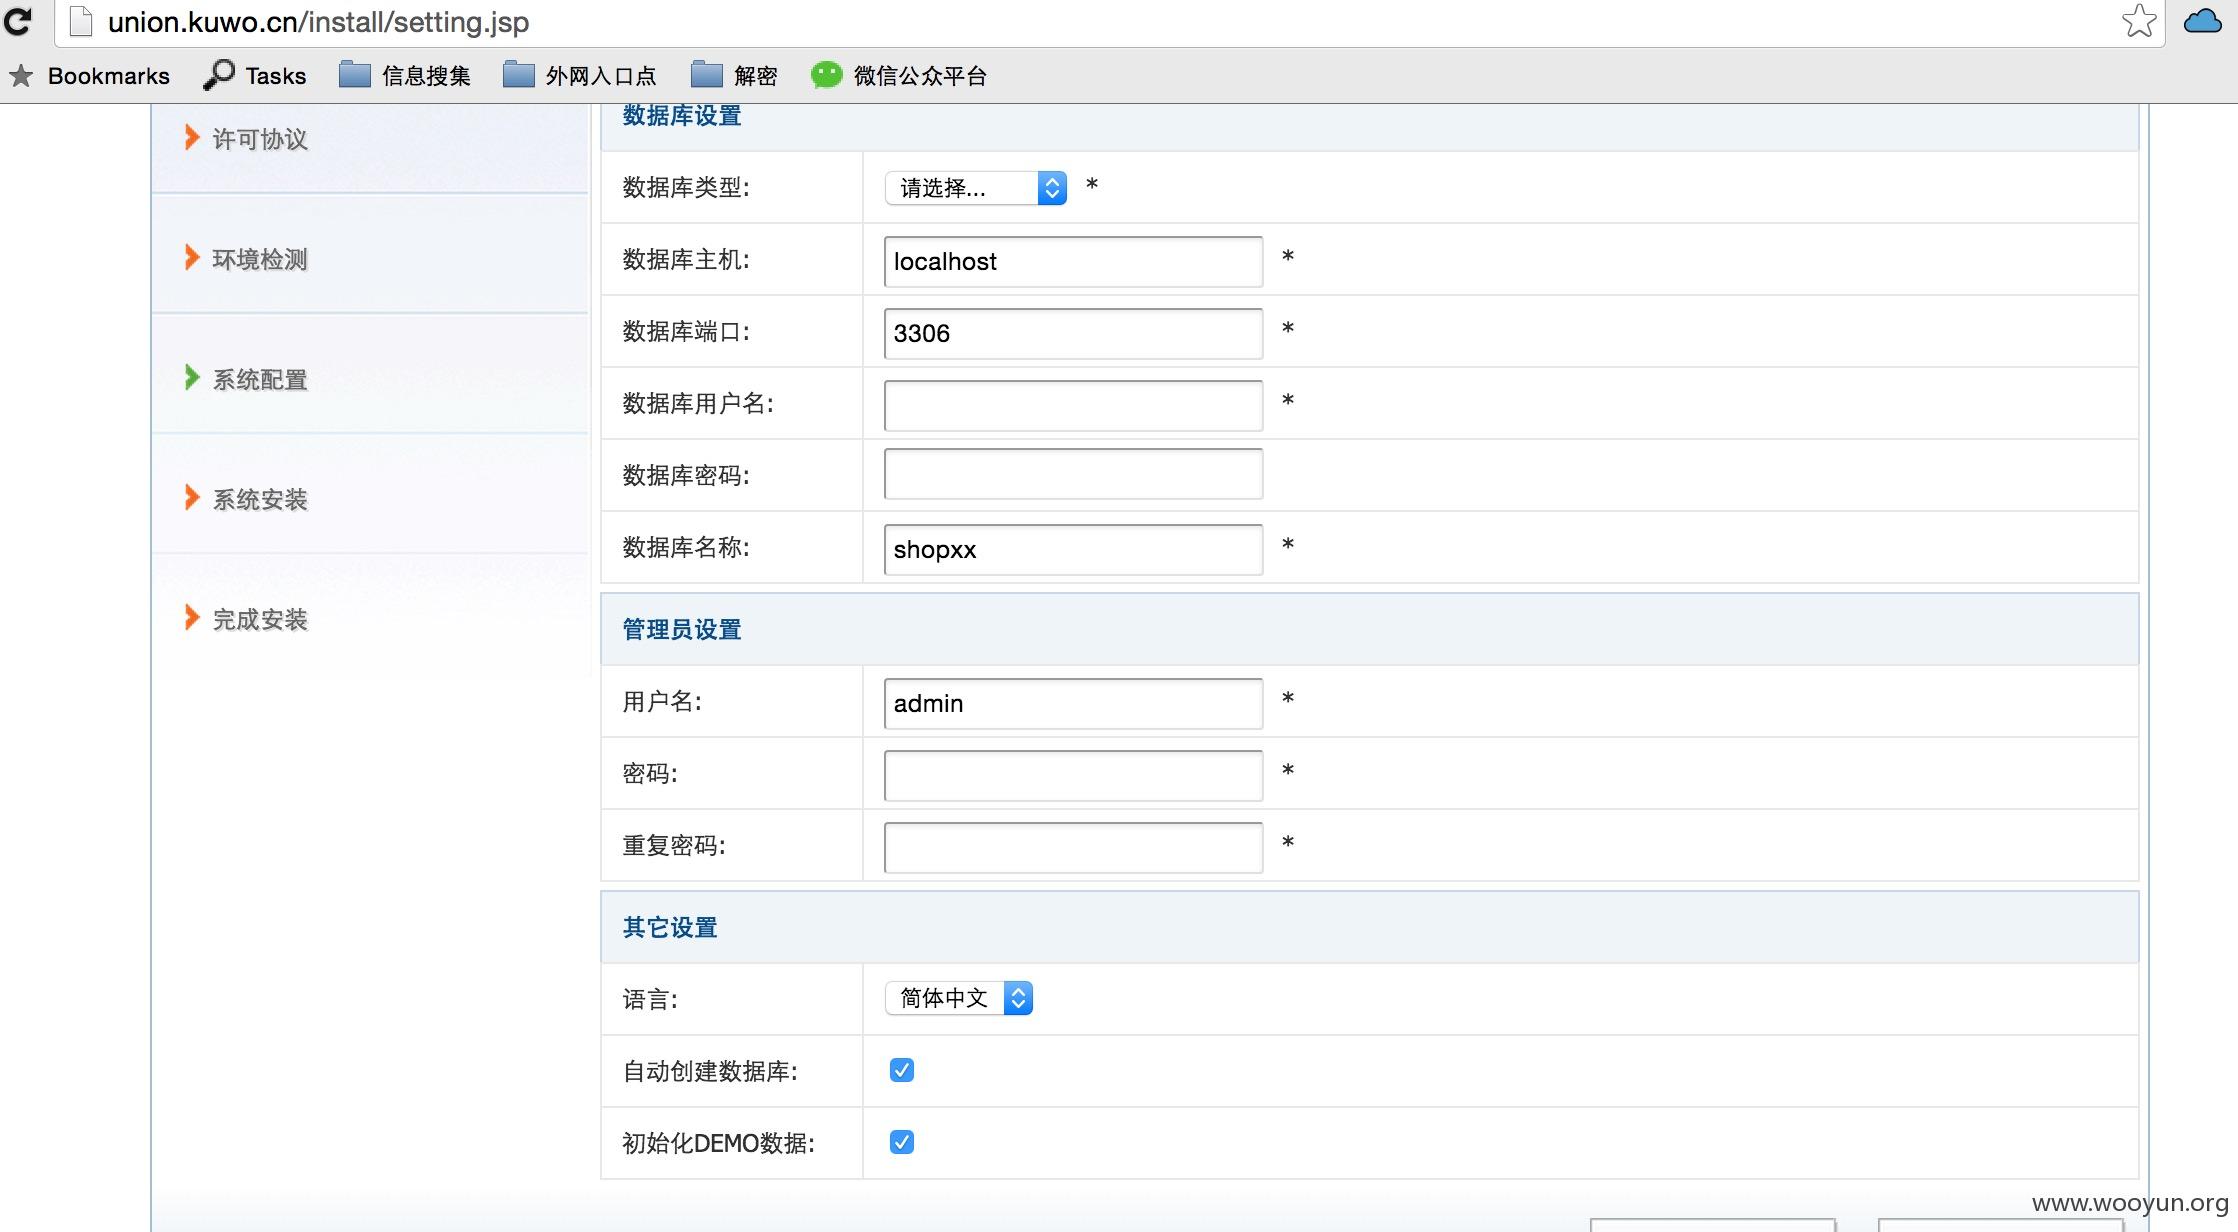 union.kuwo.cn/install/setting.jsp
Bookmarks Tasks 信息搜集 外网入口点 解密 微信公众平台
许可协议
环境检测
系统配置
系统安装
完成安装
数据库设置
数据库类型: 请选择... *
数据库主机: localhost *
数据库端口: 3306 *
数据库用户名: *
数据库密码:
数据库名称: shopxx *
管理员设置
用户名: admin *
密码: *
重复密码: *
其它设置
语言: 简体中文
自动创建数据库:
初始化DEMO数据:
www.wooyun.org